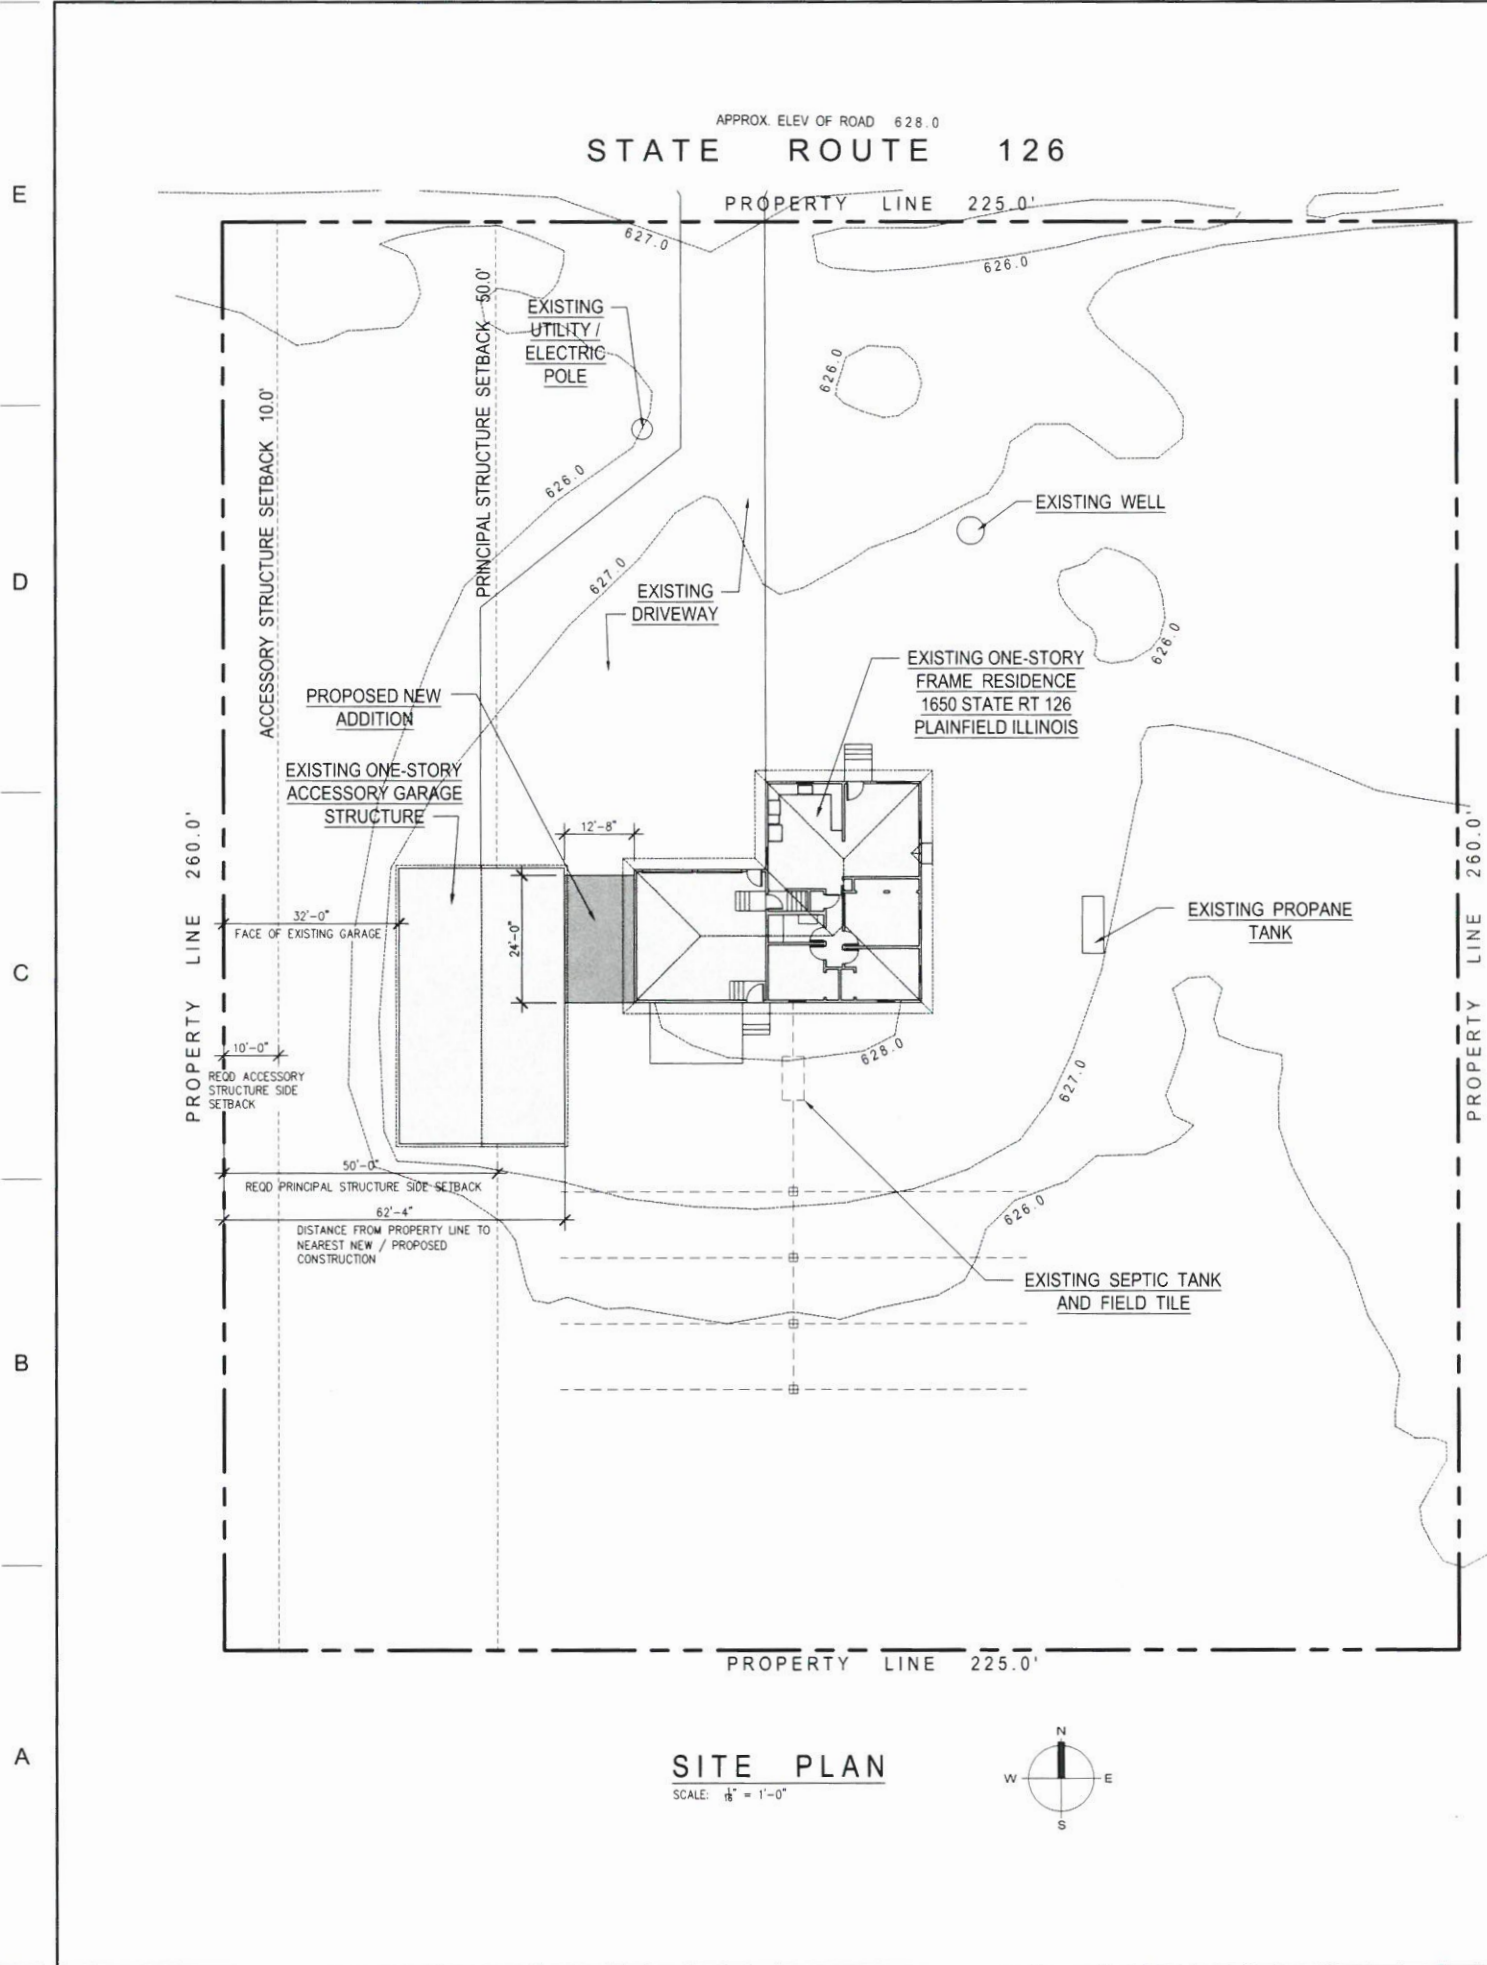 APPROX. ELEV OF ROAD 628.0
STATE ROUTE 126
PROPERTY LINE 225.0'
E
627.0
626.0
PRINCIPAL STRUCTURE SETBACK 50.0'
EXISTING
UTILITY /
ELECTRIC
POLE
626.0
ACCESSORY STRUCTURE SETBACK 10.0'
626.0
EXISTING WELL
D
627.0
EXISTING
DRIVEWAY
626.0
EXISTING ONE-STORY
FRAME RESIDENCE
1650 STATE RT 126
PLAINFIELD ILLINOIS
PROPOSED NEW
ADDITION
EXISTING ONE-STORY
ACCESSORY GARAGE
STRUCTURE
12'-8"
PROPERTY LINE 260.0'
PROPERTY LINE 260.0'
32'-0"
FACE OF EXISTING GARAGE
24'-0"
EXISTING PROPANE
TANK
C
10'-0"
REQD ACCESSORY
STRUCTURE SIDE
SETBACK
628.0
627.0
50'-0"
REQD PRINCIPAL STRUCTURE SIDE SETBACK
62'-4"
DISTANCE FROM PROPERTY LINE TO
NEAREST NEW / PROPOSED
CONSTRUCTION
626.0
EXISTING SEPTIC TANK
AND FIELD TILE
B
PROPERTY LINE 225.0'
A
SITE PLAN
SCALE: 1/16" = 1'-0"
N
W
E
S